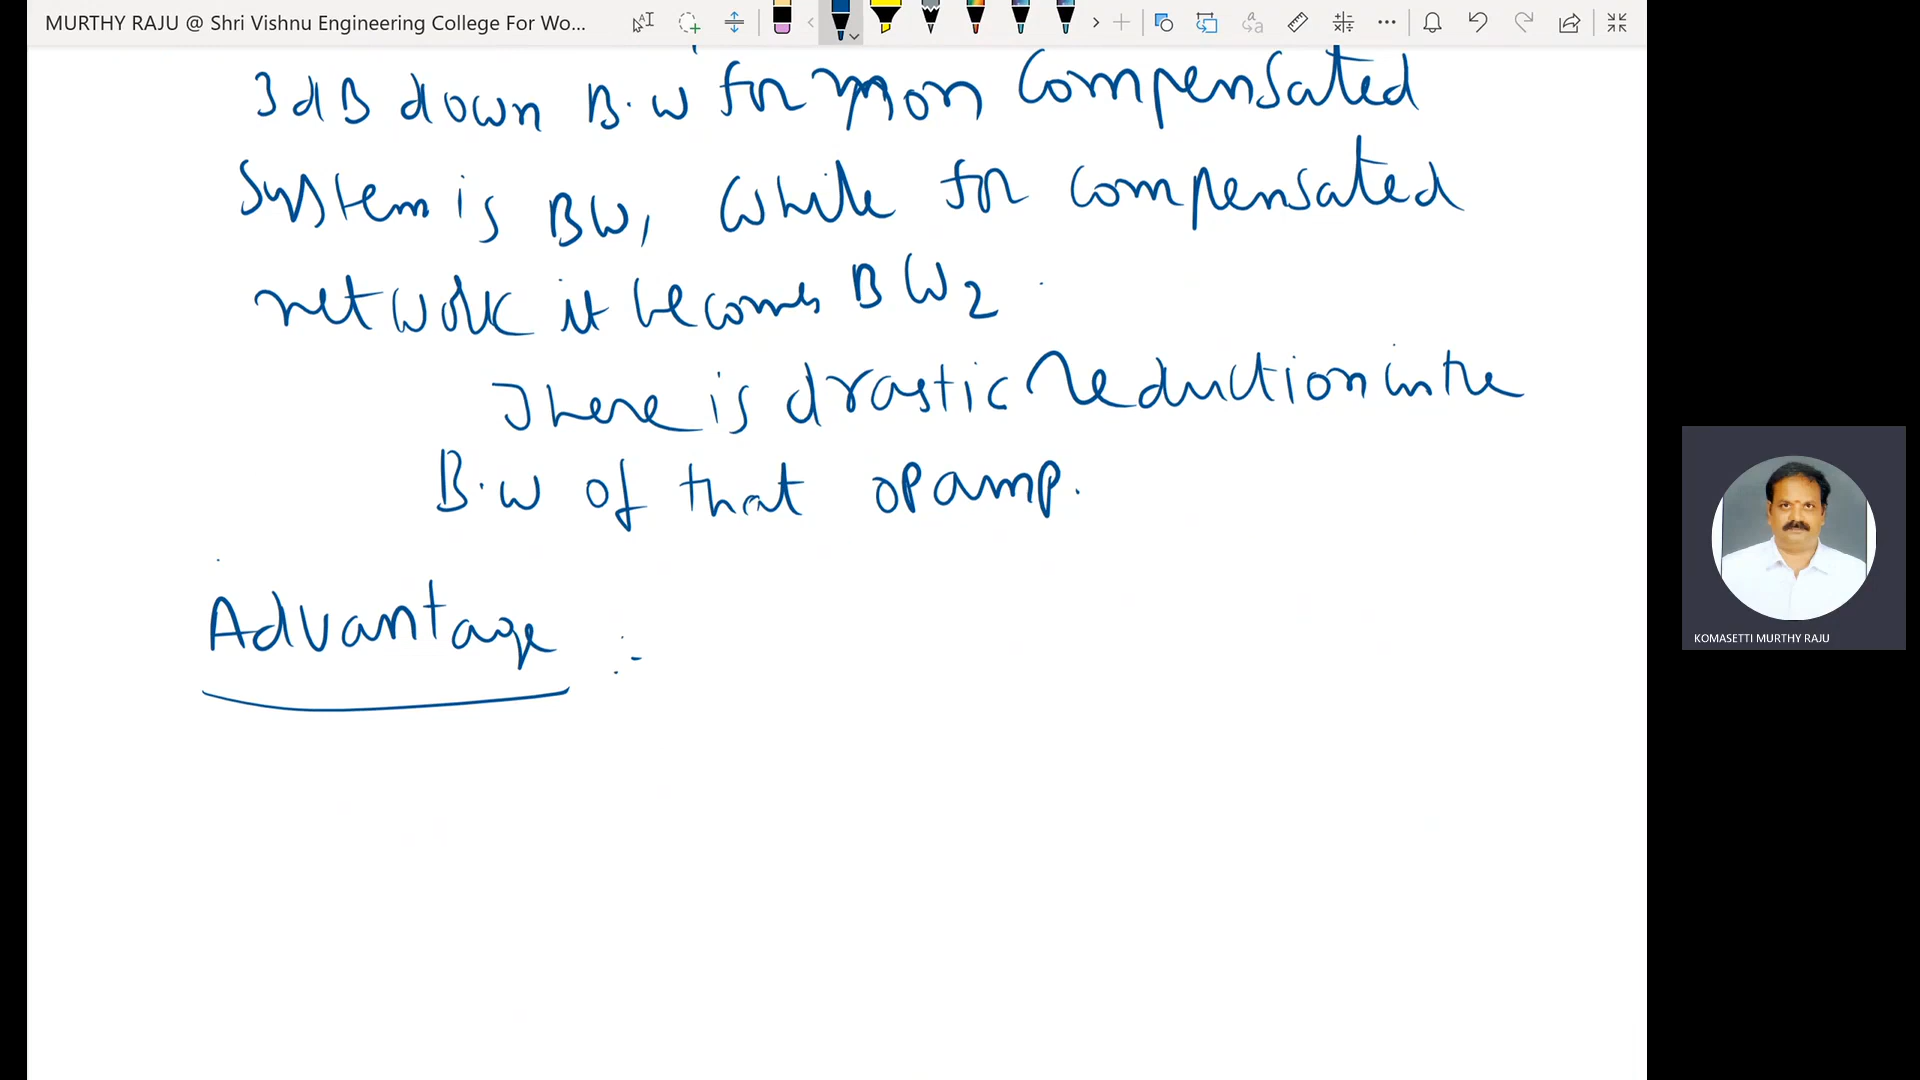 MURTHY RAJU @ Shri Vishnu Engineering College For Wo...
3dB down B.W for non Compensated
System is BW1 While for compensated
network it becomes BW2.
There is drastic reduction in the
B.W of that opamp.
Advantage :-
KOMASETTI MURTHY RAJU